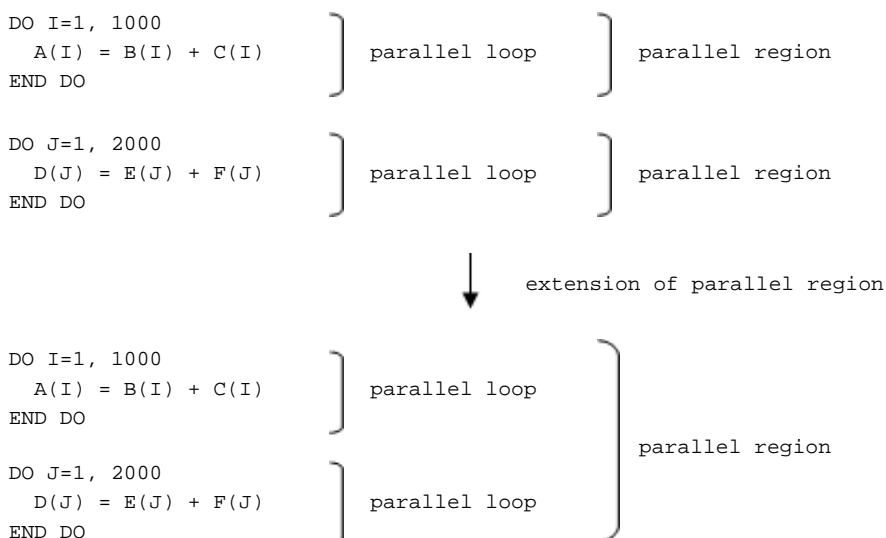 DO I=1, 1000
  A(I) = B(I) + C(I) parallel loop parallel region
END DO
DO J=1, 2000
  D(J) = E(J) + F(J) parallel loop parallel region
END DO
extension of parallel region
DO I=1, 1000
  A(I) = B(I) + C(I) parallel loop
END DO
parallel region
DO J=1, 2000
  D(J) = E(J) + F(J) parallel loop
END DO